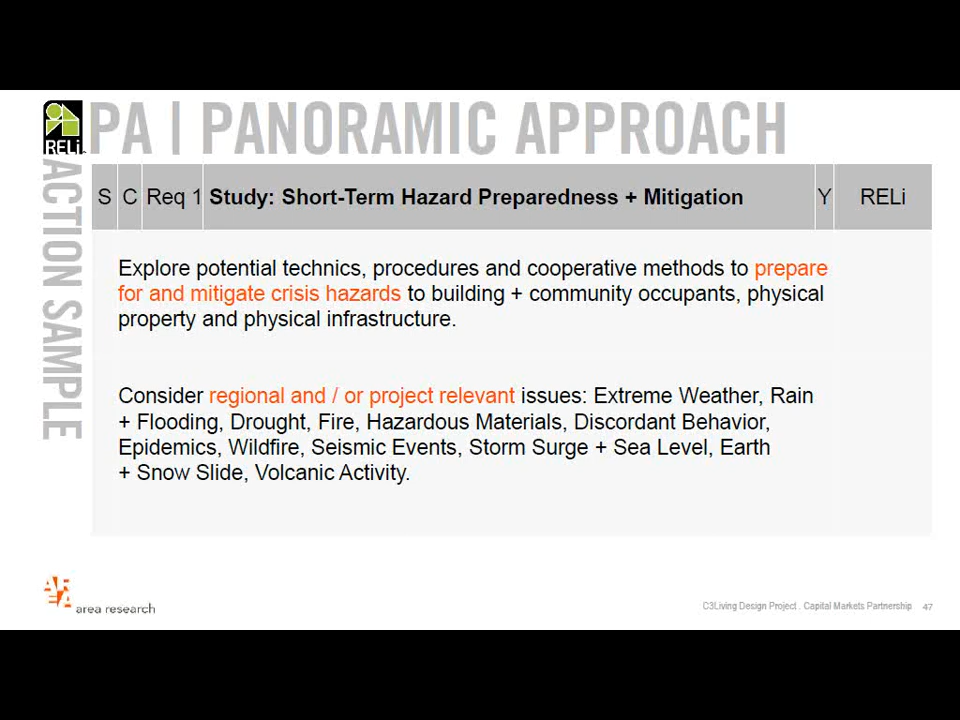 RELi
PA | PANORAMIC APPROACH
ACTION SAMPLE
S C Req 1 Study: Short-Term Hazard Preparedness + Mitigation Y RELi
Explore potential technics, procedures and cooperative methods to prepare
for and mitigate crisis hazards to building + community occupants, physical
property and physical infrastructure.
Consider regional and / or project relevant issues: Extreme Weather, Rain
+ Flooding, Drought, Fire, Hazardous Materials, Discordant Behavior,
Epidemics, Wildfire, Seismic Events, Storm Surge + Sea Level, Earth
+ Snow Slide, Volcanic Activity.
AREA area research
C3Living Design Project . Capital Markets Partnership 47